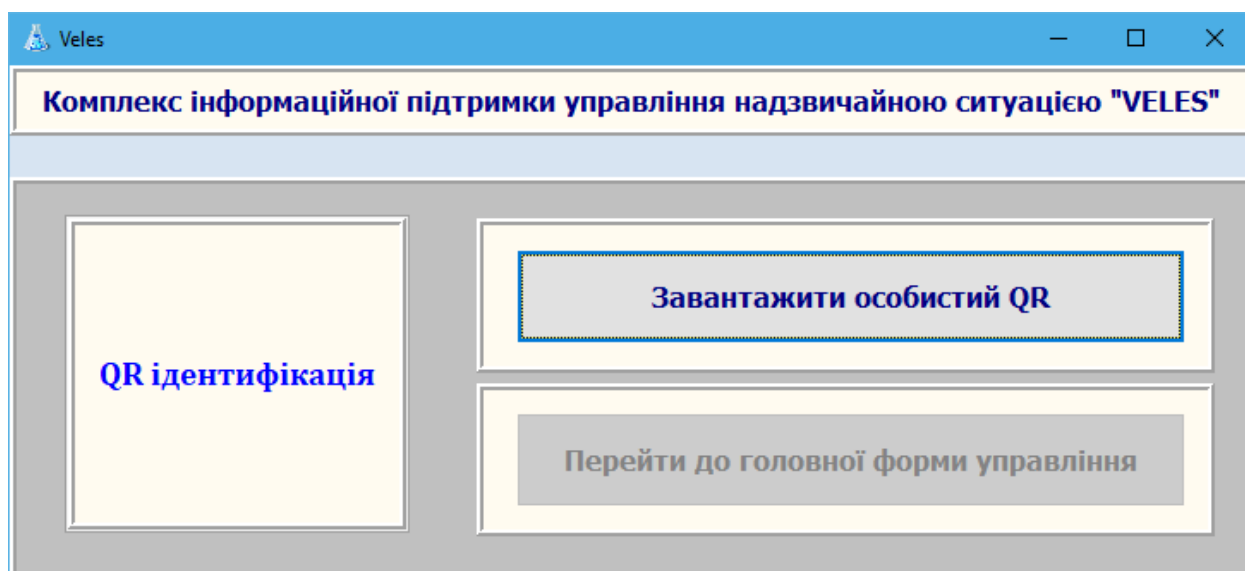 Veles
Комплекс інформаційної підтримки управління надзвичайною ситуацією "VELES"
QR ідентифікація
Завантажити особистий QR
Перейти до головної форми управління